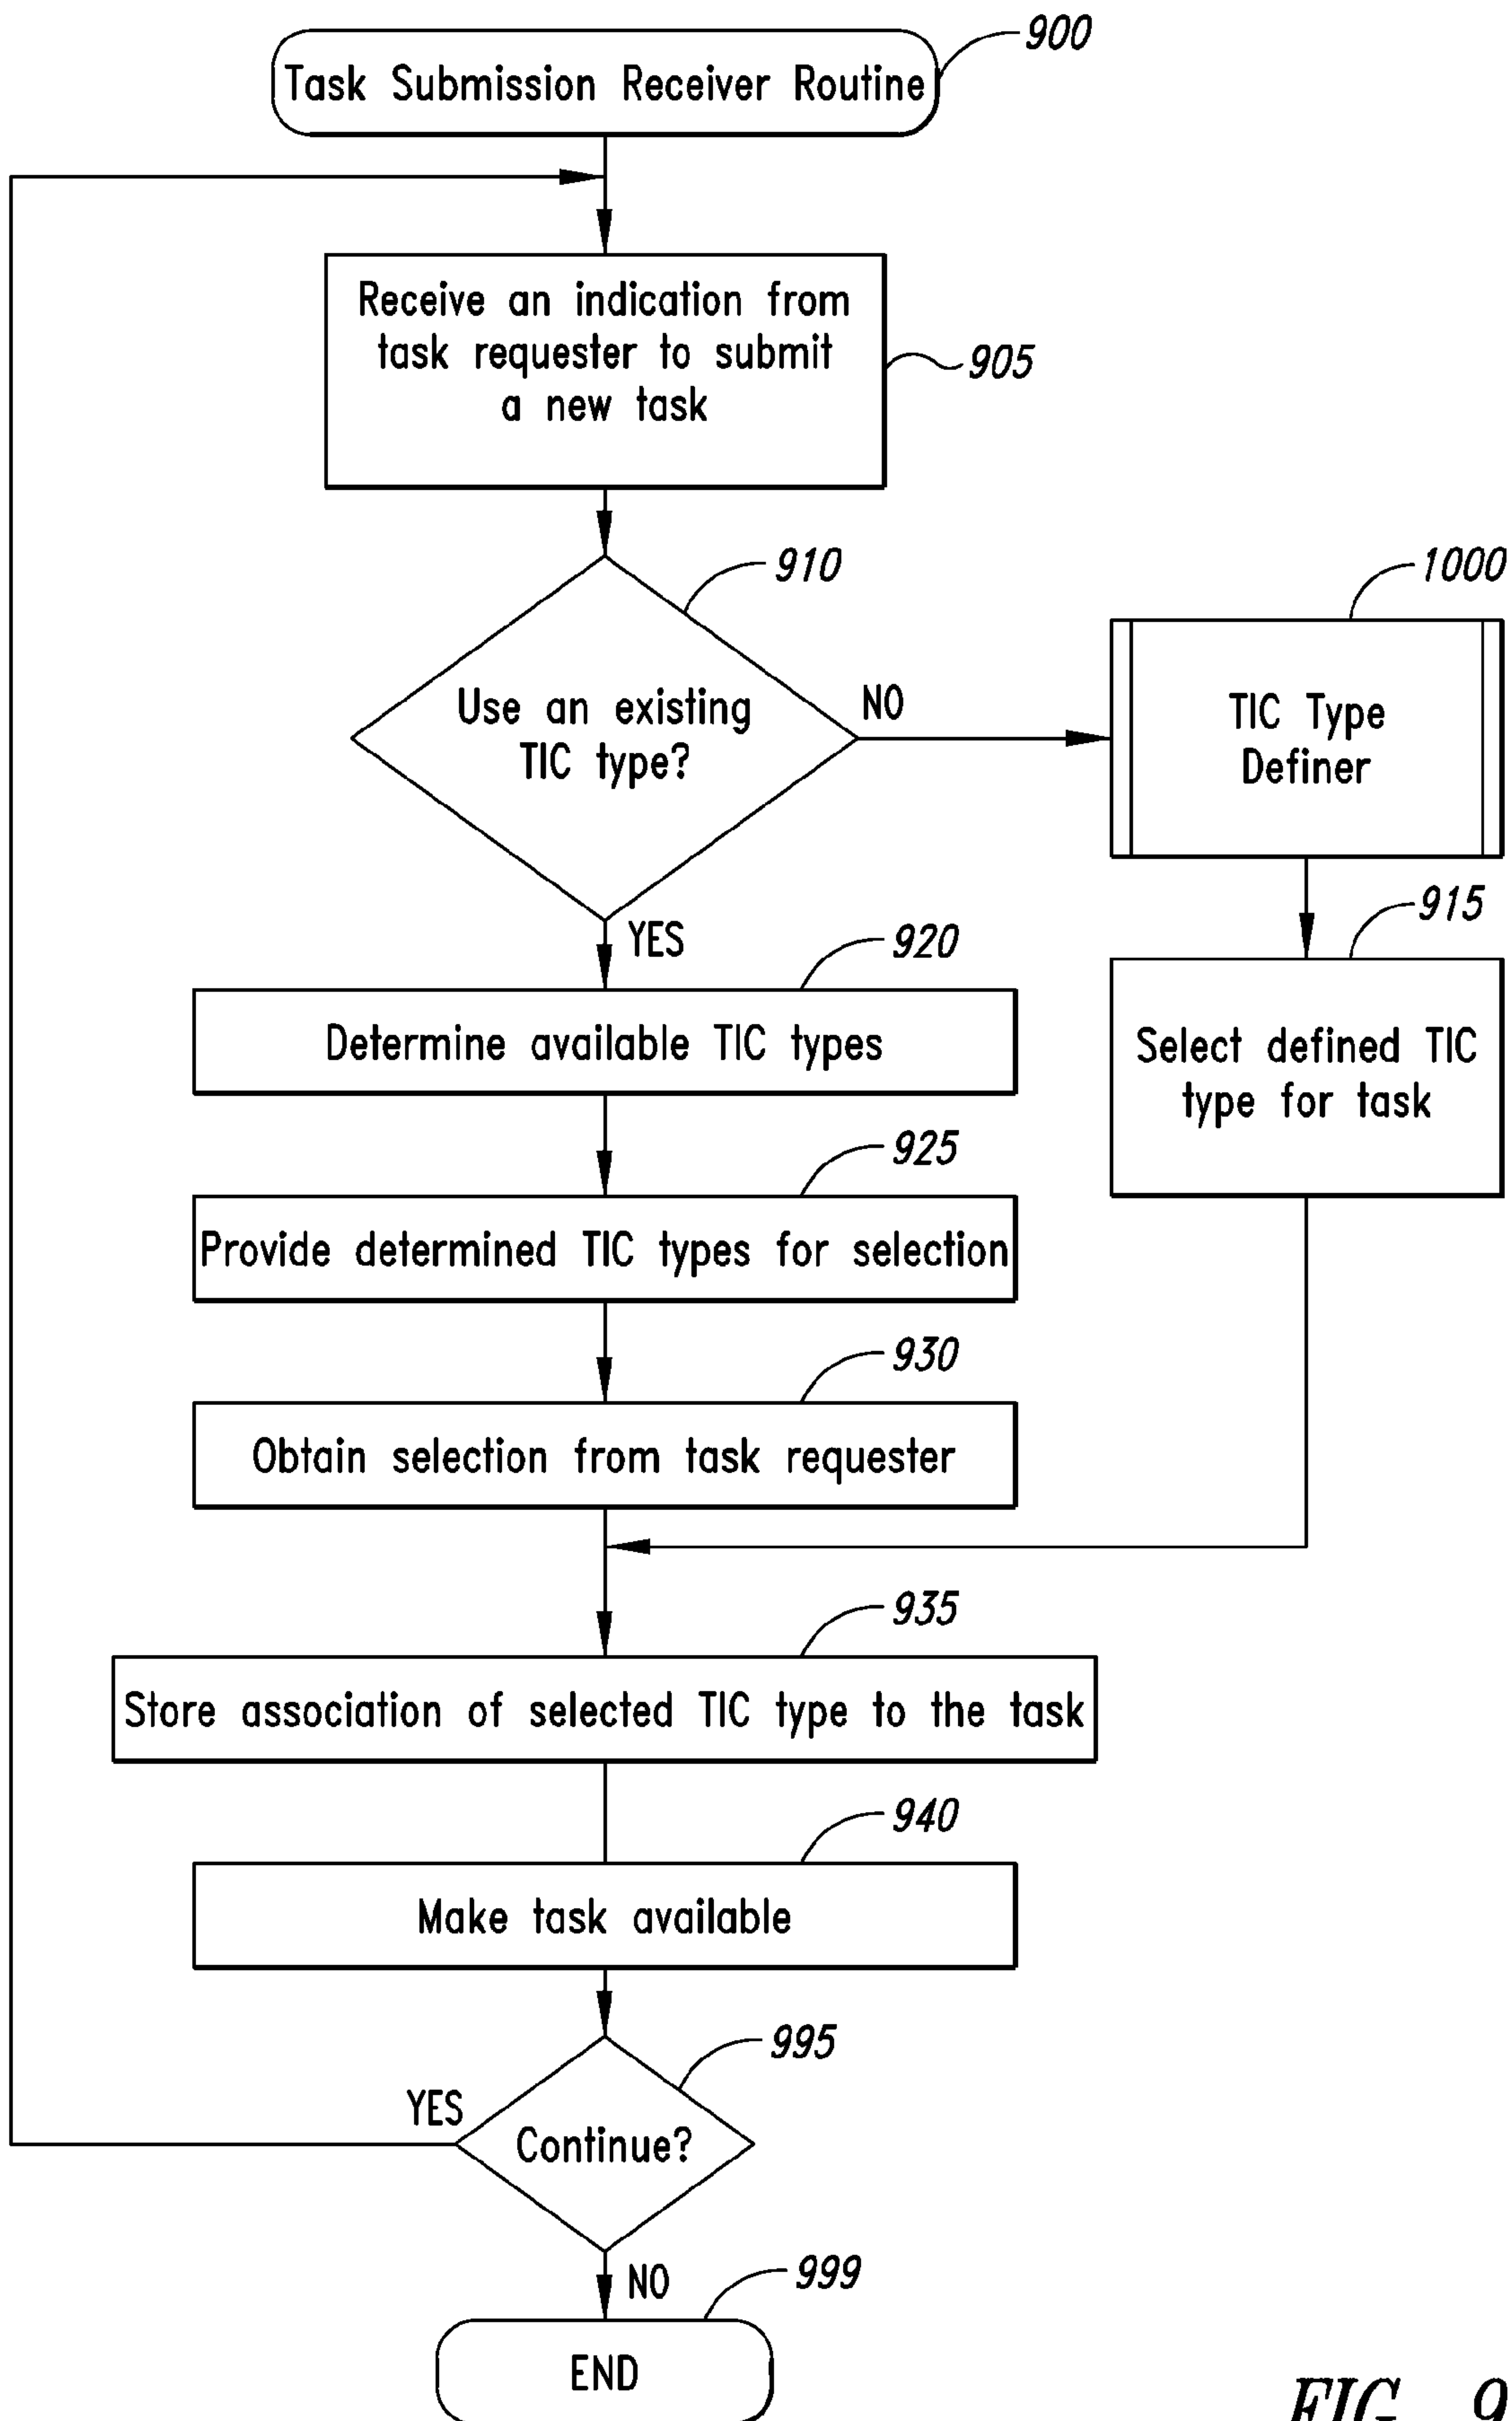 900
Task Submission Receiver Routine
Receive an indication from
task requester to submit
a new task
905
910
1000
Use an existing
TIC type?
NO
TIC Type
Definer
YES
920
915
Determine available TIC types
Select defined TIC
type for task
925
Provide determined TIC types for selection
930
Obtain selection from task requester
935
Store association of selected TIC type to the task
940
Make task available
995
YES
Continue?
NO
999
END
FIG. 9